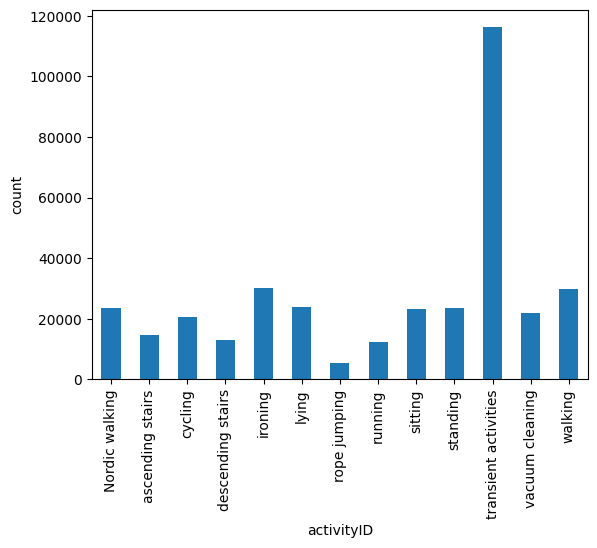 120000
100000
80000
60000
40000
20000
0
count
Nordic walking
ascending stairs
cycling
descending stairs
ironing
lying
rope jumping
running
sitting
standing
transient activities
vacuum cleaning
walking
activityID